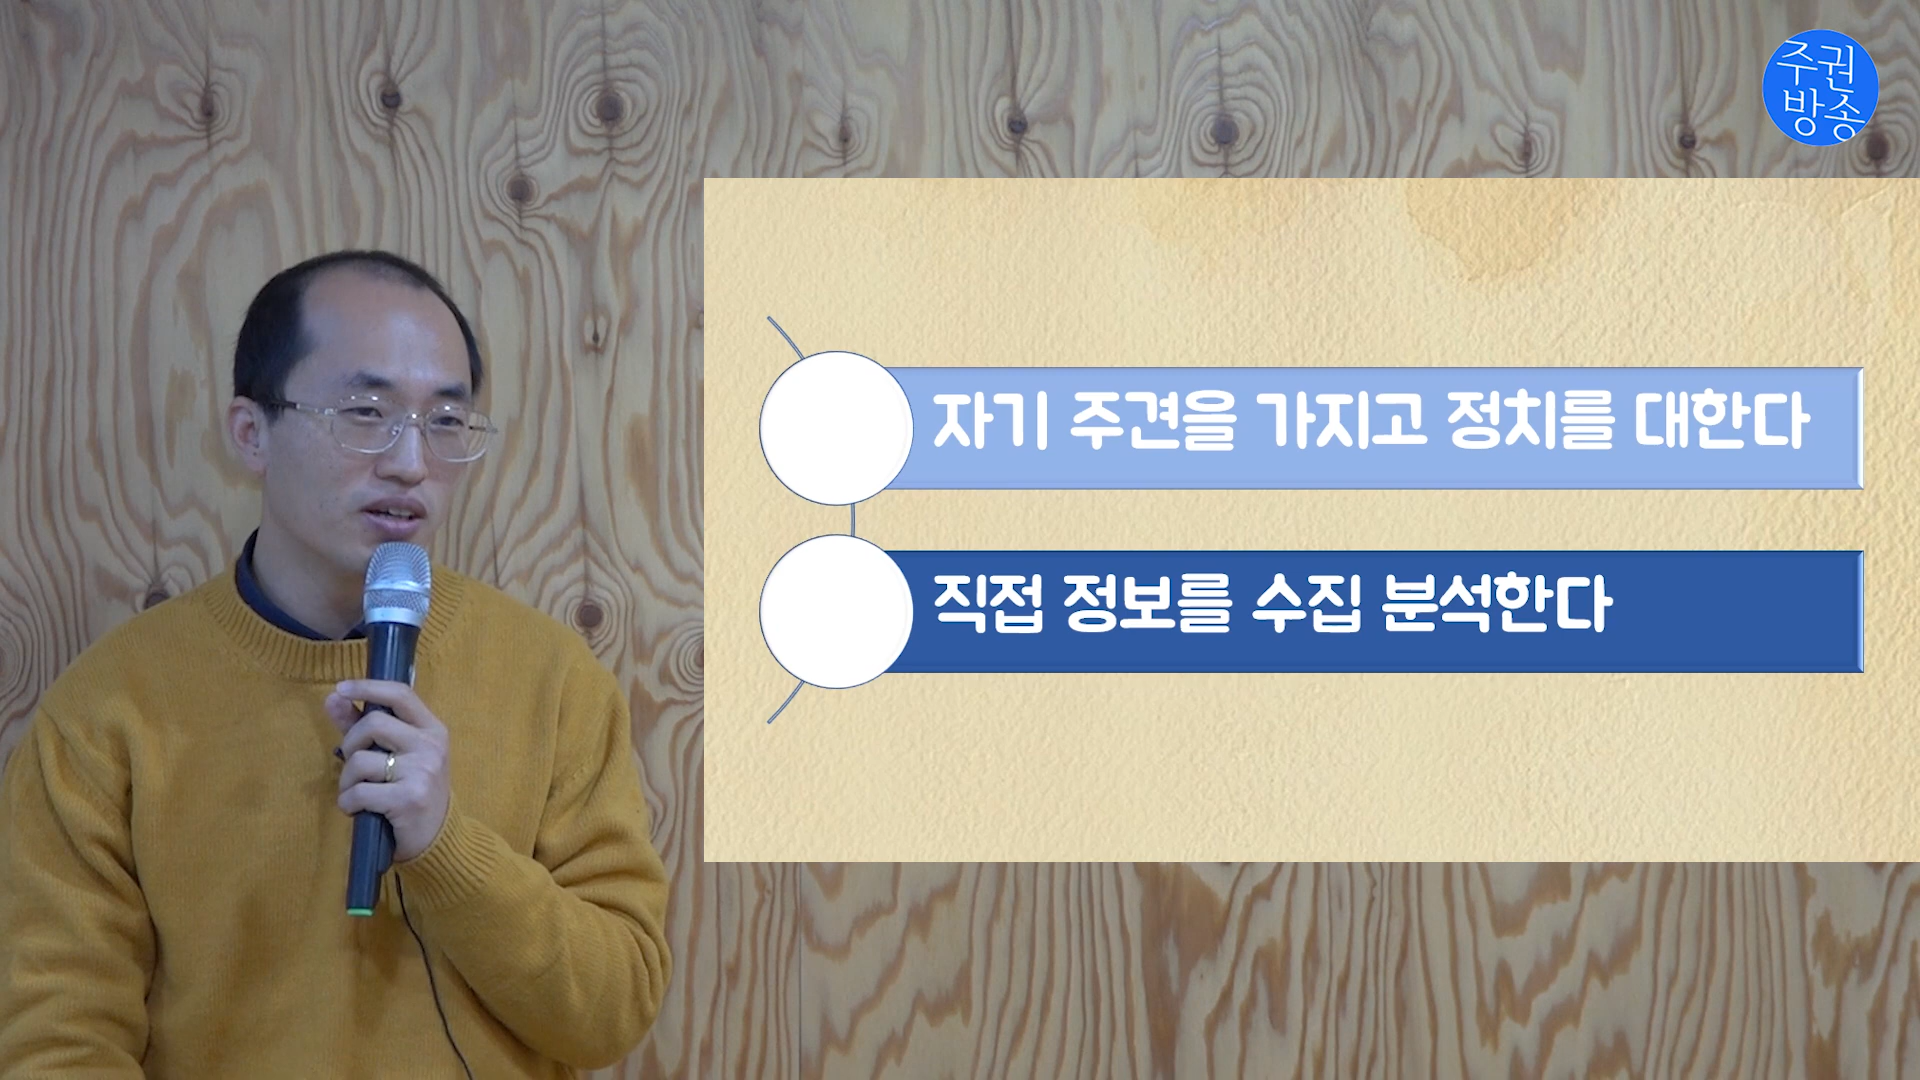 주권
방송
자기 주견을 가지고 정치를 대한다
직접 정보를 수집 분석한다